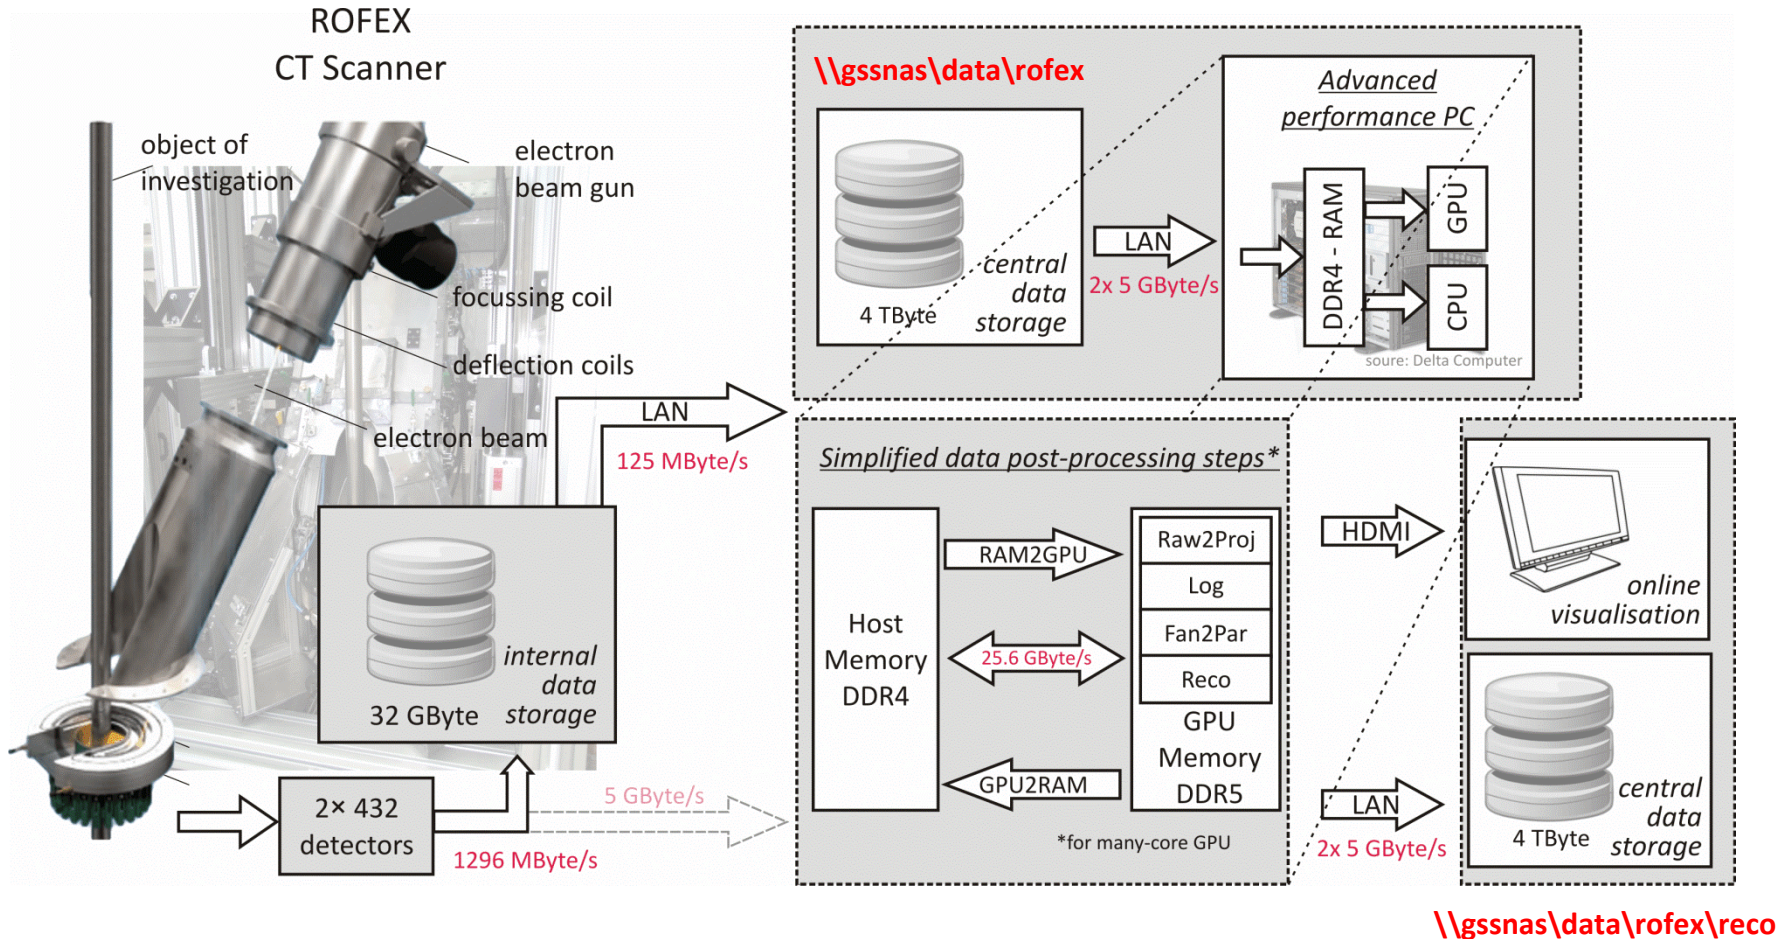 ROFEX
CT Scanner
object of
investigation
electron
beam gun
focussing coil
deflection coils
electron beam
LAN
125 MByte/s
internal
data
storage
32 GByte
2× 432
detectors
1296 MByte/s
5 GByte/s
\\gssnas\data\rofex
central
data
storage
4 TByte
LAN
2x 5 GByte/s
Advanced
performance PC
DDR4 - RAM
GPU
CPU
soure: Delta Computer
Simplified data post-processing steps*
Host
Memory
DDR4
RAM2GPU
25.6 GByte/s
GPU2RAM
Raw2Proj
Log
Fan2Par
Reco
GPU
Memory
DDR5
*for many-core GPU
HDMI
online
visualisation
LAN
2x 5 GByte/s
central
data
storage
4 TByte
\\gssnas\data\rofex\reco